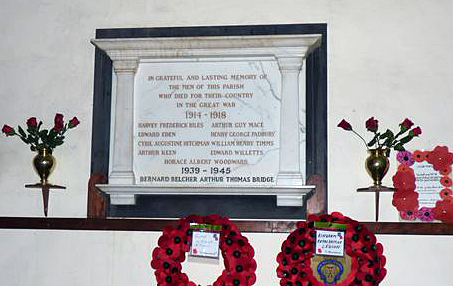 IN GRATEFUL AND LASTING MEMORY OF
THE MEN OF THIS PARISH
WHO DIED FOR THEIR COUNTRY
IN THE GREAT WAR
1914 - 1918
HARVEY FREDERICK BILES ARTHUR GUY MACE
EDWARD EDEN HENRY GEORGE PADBURY
CYRIL AUGUSTINE HITCHMAN WILLIAM HENRY TIMMS
ARTHUR KEEN EDWARD WILLETTS
HORACE ALBERT WOODWARD
1939 - 1945
BERNARD BELCHER ARTHUR THOMAS BRIDGE